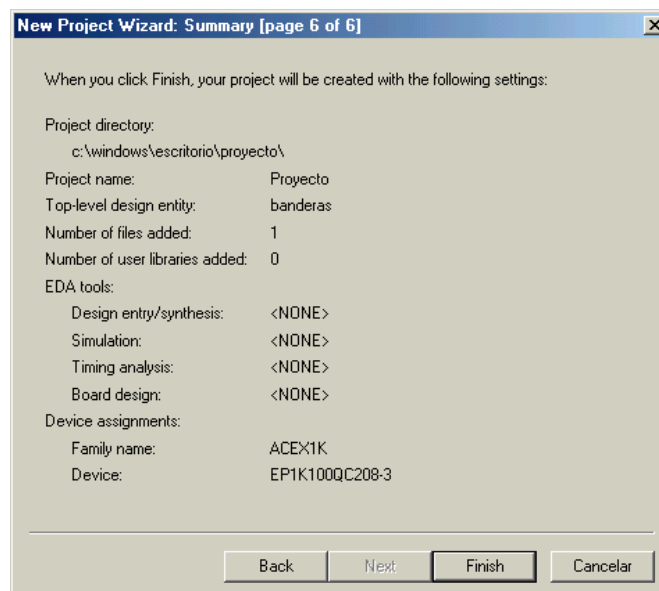 New Project Wizard: Summary [page 6 of 6]
When you click Finish, your project will be created with the following settings:
Project directory:
c:\windows\escritorio\proyecto\
Project name: Proyecto
Top-level design entity: banderas
Number of files added: 1
Number of user libraries added: 0
EDA tools:
Design entry/synthesis: <NONE>
Simulation: <NONE>
Timing analysis: <NONE>
Board design: <NONE>
Device assignments:
Family name: ACEX1K
Device: EP1K100QC208-3
Back Next Finish Cancelar